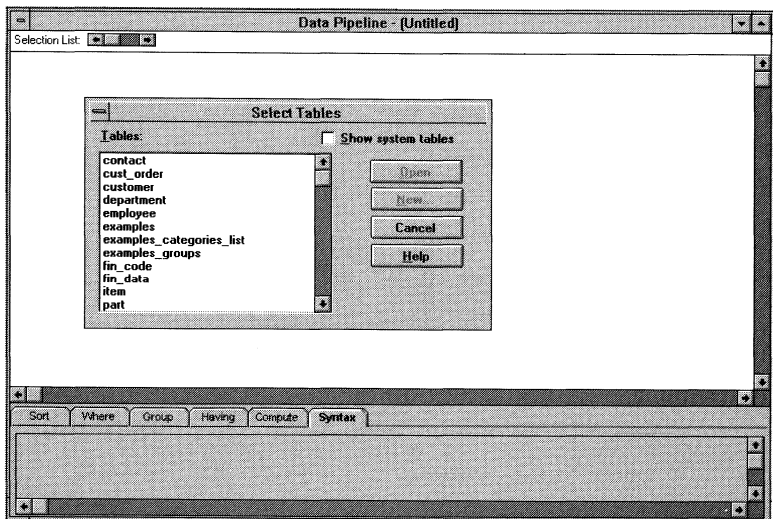 Data Pipeline - (Untitled)
Selection List:
Select Tables
Tables:
Show system tables
contact
cust_order
customer
department
employee
examples
examples_categories_list
examples_groups
fin_code
fin_data
item
part
Open
New...
Cancel
Help
Sort Where Group Having Compute Syntax